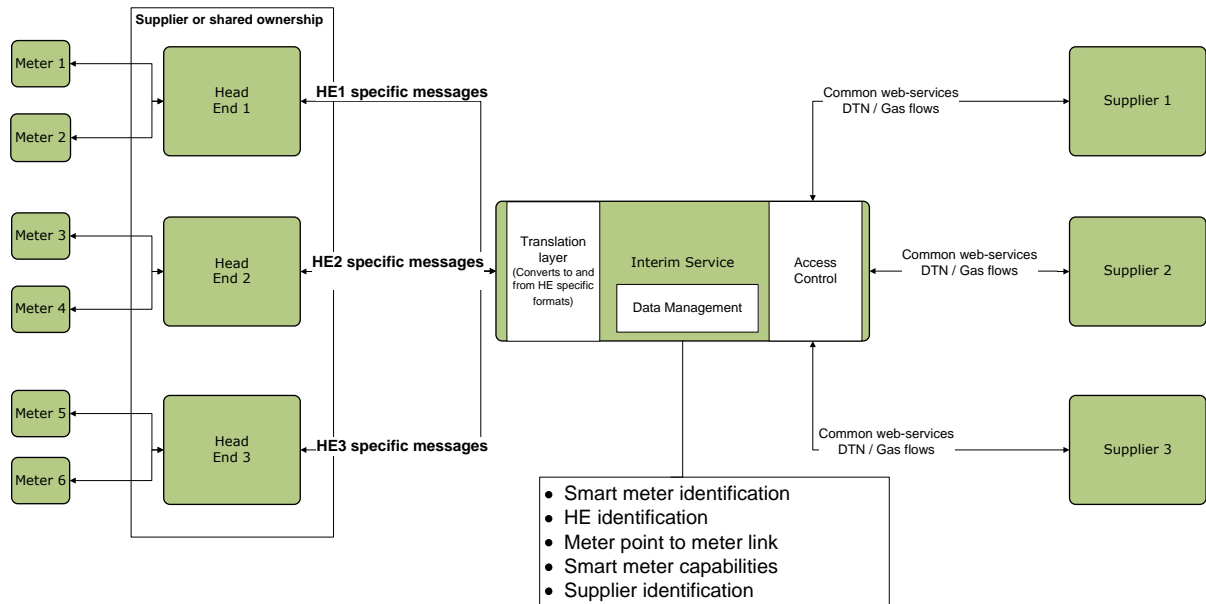 Supplier or shared ownership
Meter 1
Meter 2
Head
End 1
HE1 specific messages
Meter 3
Meter 4
Head
End 2
HE2 specific messages
Meter 5
Meter 6
Head
End 3
HE3 specific messages
Translation
layer
(Converts to and
from HE specific
formats)
Interim Service
Data Management
Access
Control
Common web-services
DTN / Gas flows
Supplier 1
Common web-services
DTN / Gas flows
Supplier 2
Common web-services
DTN / Gas flows
Supplier 3
• Smart meter identification
• HE identification
• Meter point to meter link
• Smart meter capabilities
• Supplier identification